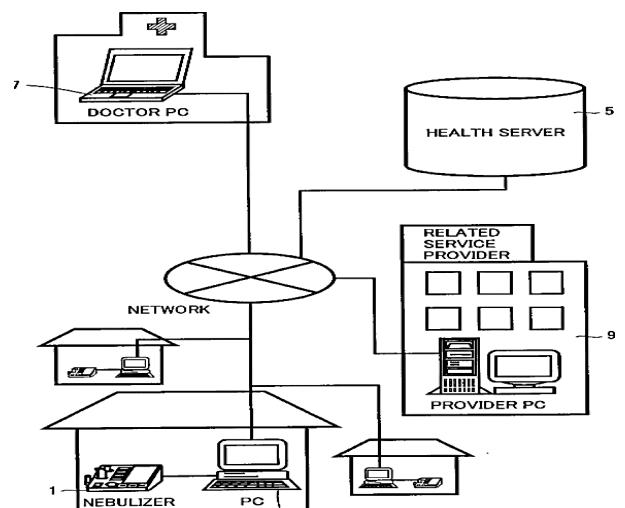 7
DOCTOR PC
5
HEALTH SERVER
RELATED
SERVICE
PROVIDER
NETWORK
9
PROVIDER PC
1
NEBULIZER
PC